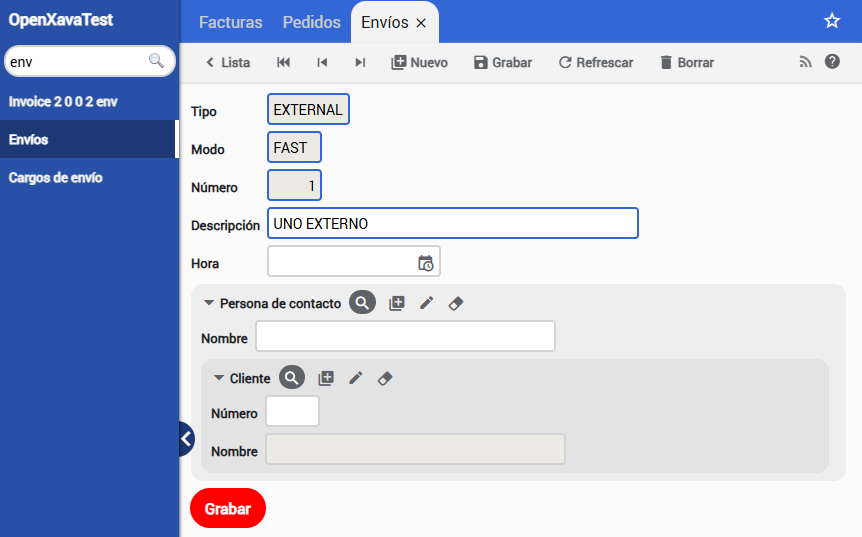 OpenXavaTest
Facturas Pedidos Envíos ×
env
Lista Nuevo Grabar Refrescar Borrar
Invoice 2 0 0 2 env
Envíos
Cargos de envío
Tipo EXTERNAL
Modo FAST
Número 1
Descripción UNO EXTERNO
Hora
Persona de contacto
Nombre
Cliente
Número
Nombre
Grabar